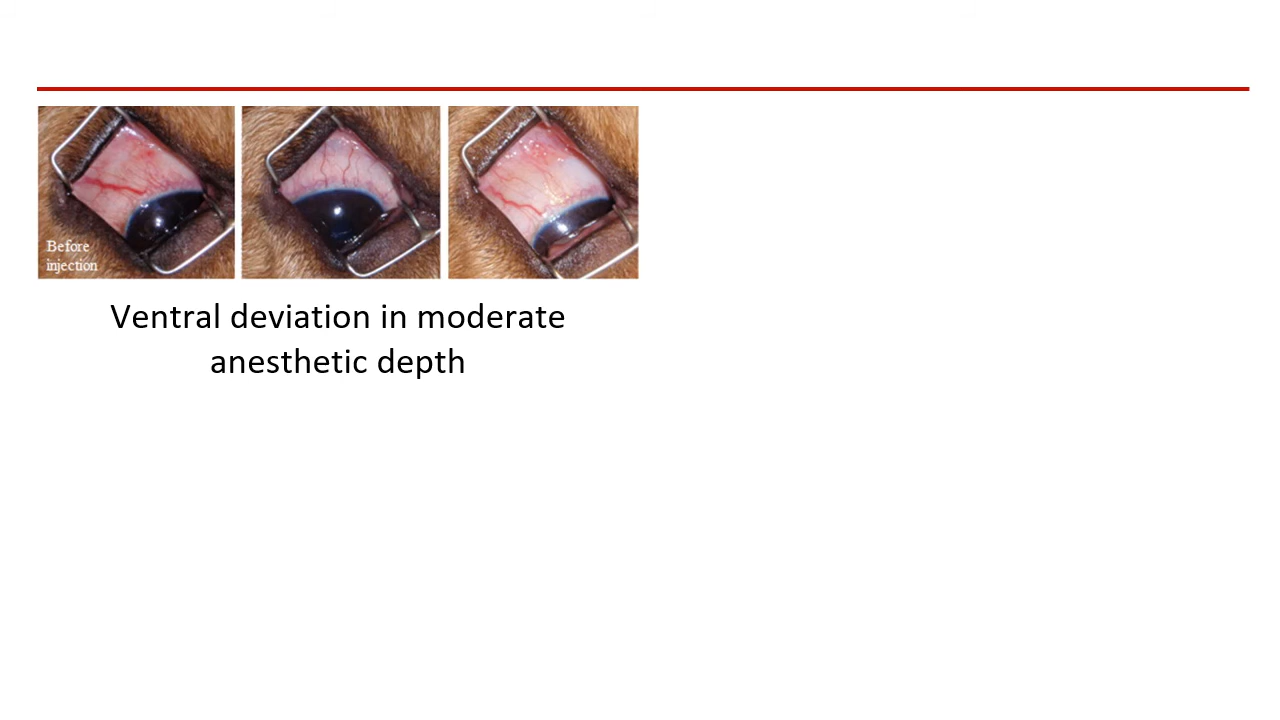 Before
injection
Ventral deviation in moderate
anesthetic depth